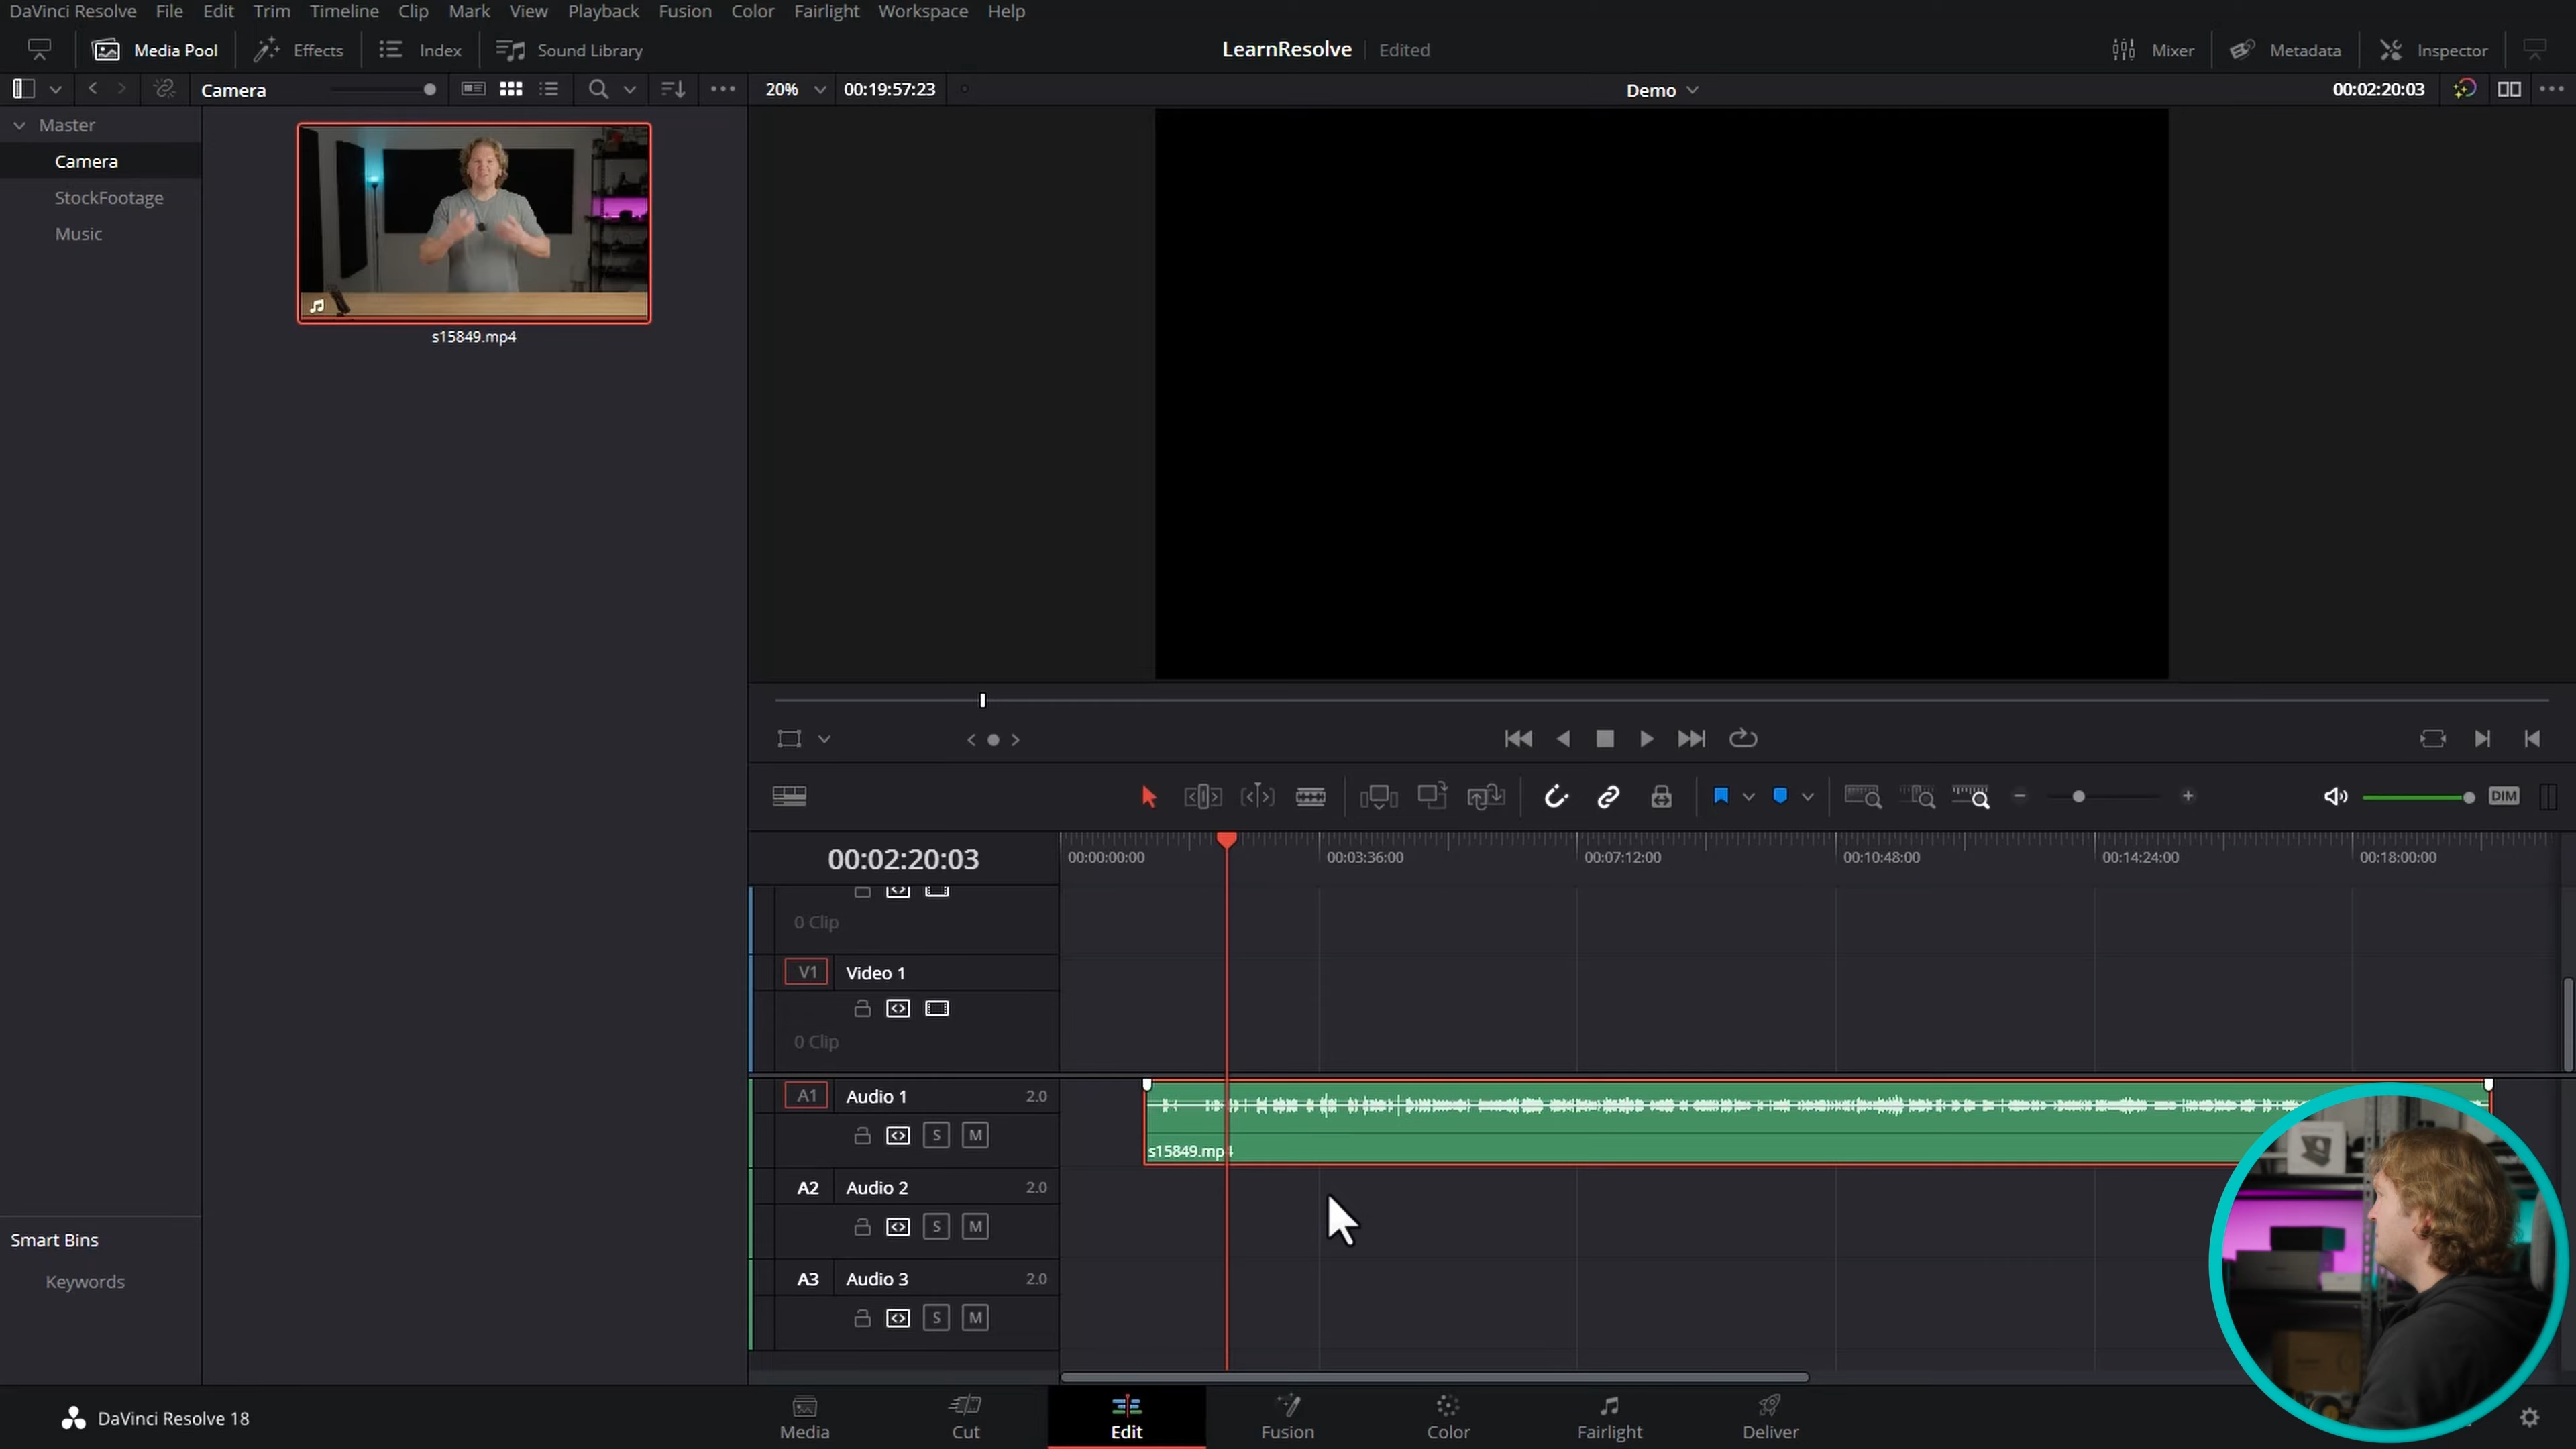 DaVinci Resolve File Edit Trim Timeline Clip Mark View Playback Fusion Color Fairlight Workspace Help
Media Pool Effects Index Sound Library LearnResolve Edited Mixer Metadata Inspector
Camera 20% 00:19:57:23 Demo 00:02:20:03
Master
Camera
StockFootage
Music
s15849.mp4
DIM
00:02:20:03 00:00:00:00 00:03:36:00 00:07:12:00 00:10:48:00 00:14:24:00 00:18:00:00
0 Clip
V1 Video 1
0 Clip
A1 Audio 1 2.0
S M
s15849.mp4
A2 Audio 2 2.0
S M
A3 Audio 3 2.0
S M
Smart Bins
Keywords
DaVinci Resolve 18
Media Cut Edit Fusion Color Fairlight Deliver